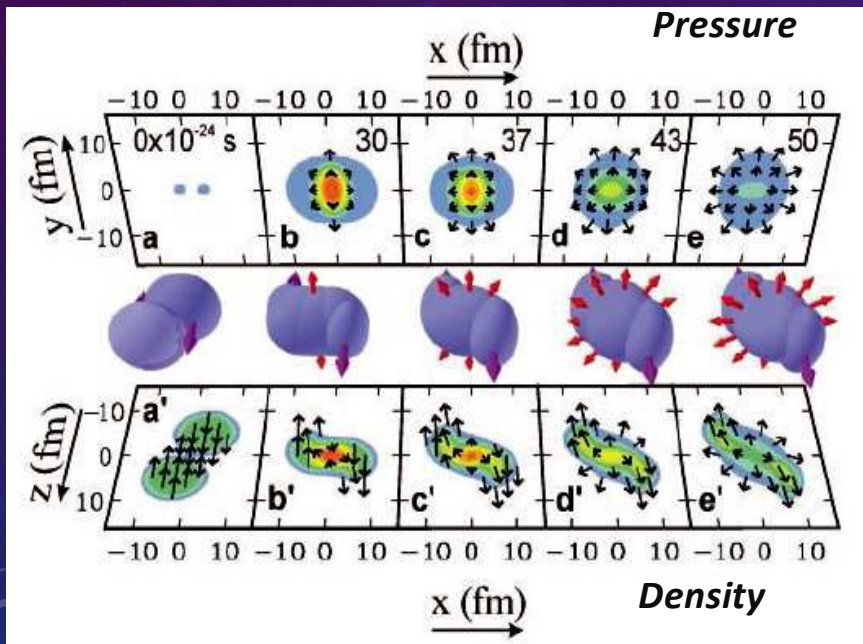 Pressure
x (fm)
−10 0 10 −10 0 10 −10 0 10 −10 0 10 −10 0 10
0x10⁻²⁴ s 30 37 43 50
y (fm)
10
0
−10
a b c d e
a' b' c' d' e'
z (fm)
−10
0
10
−10 0 10 −10 0 10 −10 0 10 −10 0 10 −10 0 10
x (fm)
Density